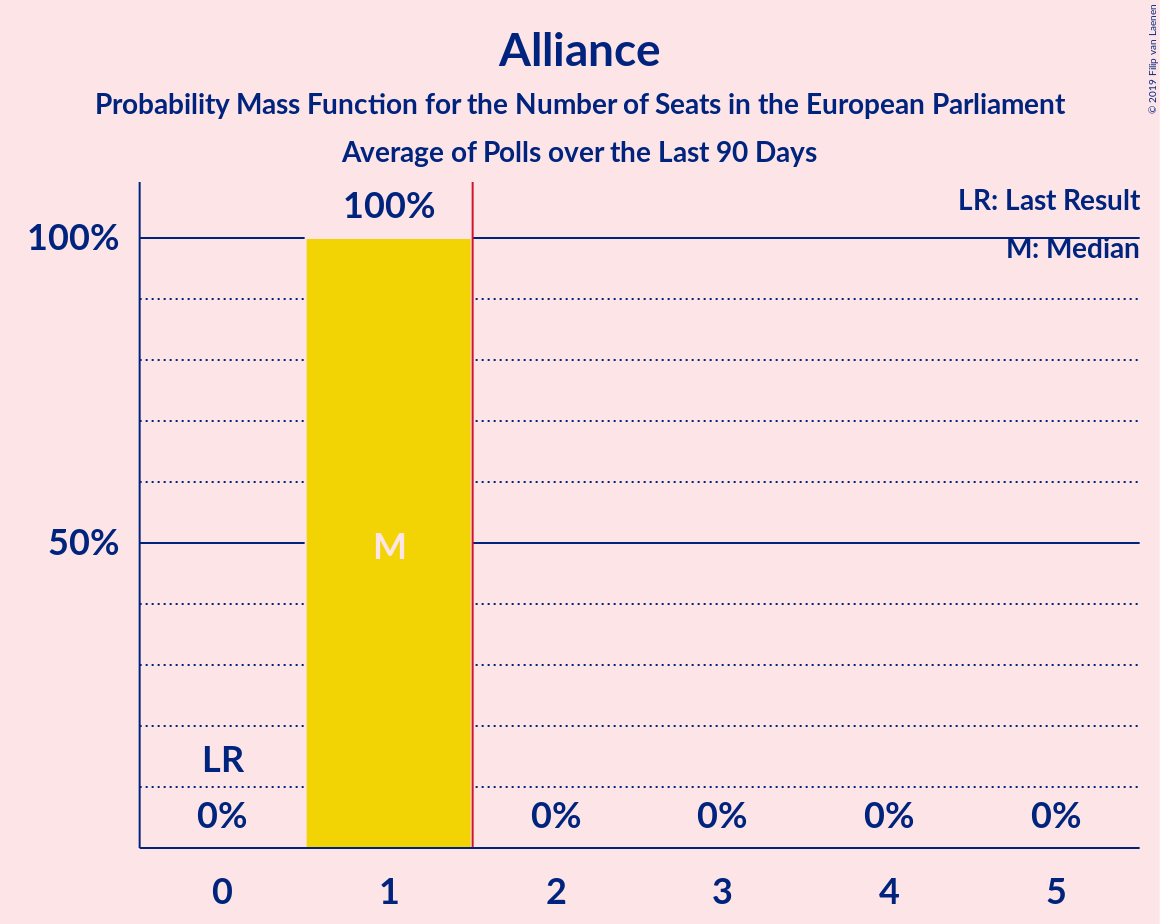 Alliance
Probability Mass Function for the Number of Seats in the European Parliament
Average of Polls over the Last 90 Days
© 2019 Filip van Laenen
LR: Last Result
M: Median
100%
100%
50%
M
LR
0%
0%
0%
0%
0%
0
1
2
3
4
5